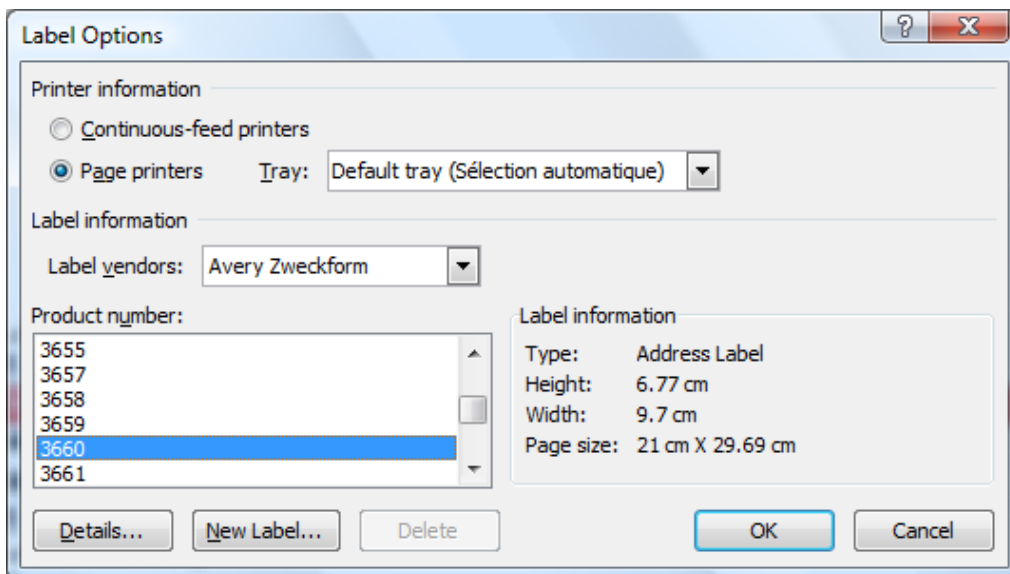 Label Options
Printer information
Continuous-feed printers
Page printers Tray: Default tray (Sélection automatique)
Label information
Label vendors: Avery Zweckform
Product number:
3655
3657
3658
3659
3660
3661
Label information
Type: Address Label
Height: 6.77 cm
Width: 9.7 cm
Page size: 21 cm X 29.69 cm
Details... New Label... Delete OK Cancel